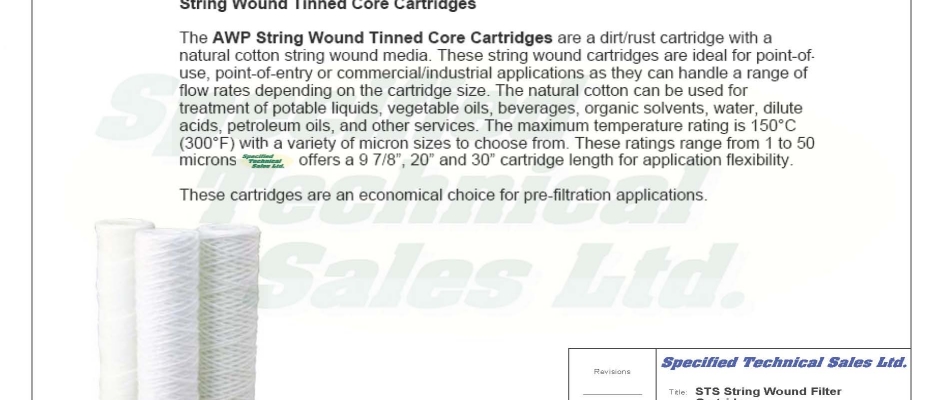 String Wound Tinned Core Cartridges
The AWP String Wound Tinned Core Cartridges are a dirt/rust cartridge with a
natural cotton string wound media. These string wound cartridges are ideal for point-of-
use, point-of-entry or commercial/industrial applications as they can handle a range of
flow rates depending on the cartridge size. The natural cotton can be used for
treatment of potable liquids, vegetable oils, beverages, organic solvents, water, dilute
acids, petroleum oils, and other services. The maximum temperature rating is 150°C
(300°F) with a variety of micron sizes to choose from. These ratings range from 1 to 50
microns Specified Technical Sales Ltd. offers a 9 7/8”, 20” and 30” cartridge length for application flexibility.
These cartridges are an economical choice for pre-filtration applications.
Technical
Sales Ltd.
Revisions
Specified Technical Sales Ltd.
Title: STS String Wound Filter